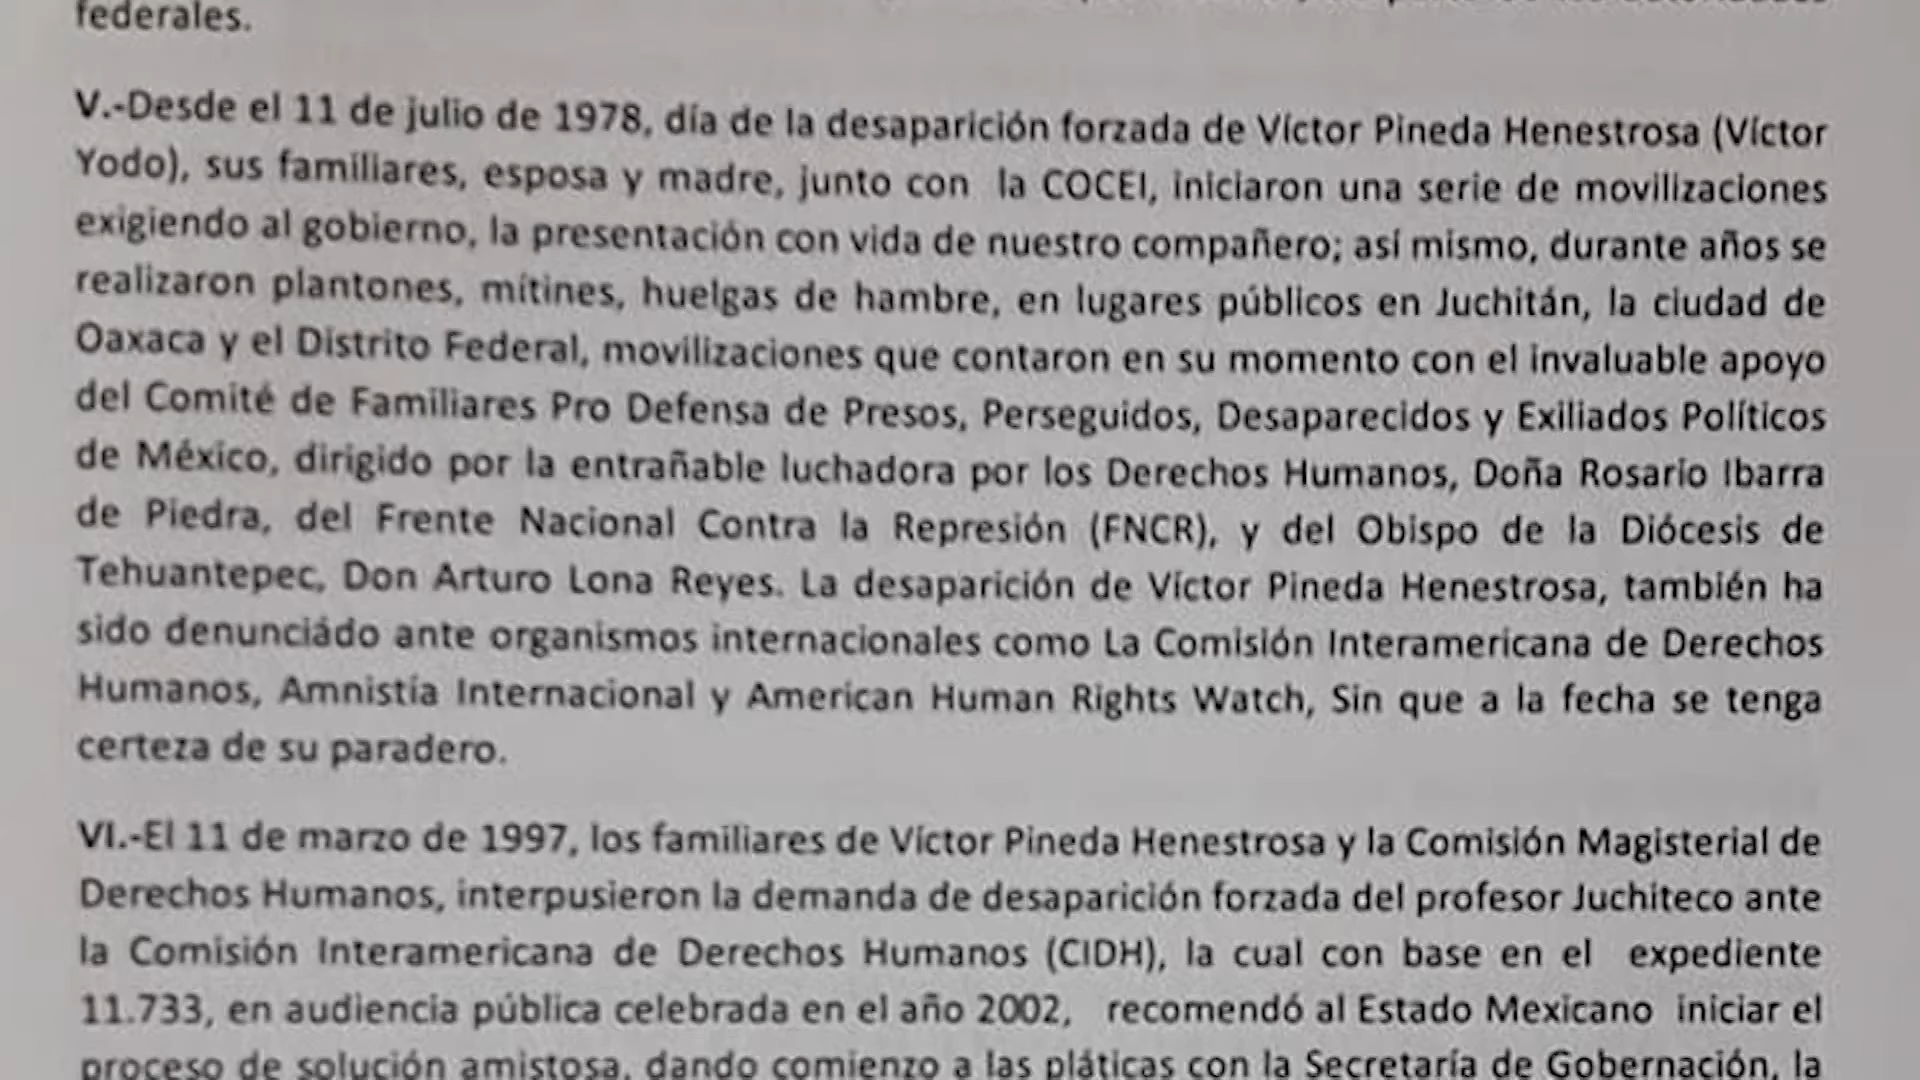 federales.
V.-Desde el 11 de julio de 1978, día de la desaparición forzada de Víctor Pineda Henestrosa (Víctor
Yodo), sus familiares, esposa y madre, junto con la COCEI, iniciaron una serie de movilizaciones
exigiendo al gobierno, la presentación con vida de nuestro compañero; así mismo, durante años se
realizaron plantones, mítines, huelgas de hambre, en lugares públicos en Juchitán, la ciudad de
Oaxaca y el Distrito Federal, movilizaciones que contaron en su momento con el invaluable apoyo
del Comité de Familiares Pro Defensa de Presos, Perseguidos, Desaparecidos y Exiliados Políticos
de México, dirigido por la entrañable luchadora por los Derechos Humanos, Doña Rosario Ibarra
de Piedra, del Frente Nacional Contra la Represión (FNCR), y del Obispo de la Diócesis de
Tehuantepec, Don Arturo Lona Reyes. La desaparición de Víctor Pineda Henestrosa, también ha
sido denunciádo ante organismos internacionales como La Comisión Interamericana de Derechos
Humanos, Amnistía Internacional y American Human Rights Watch, Sin que a la fecha se tenga
certeza de su paradero.
VI.-El 11 de marzo de 1997, los familiares de Víctor Pineda Henestrosa y la Comisión Magisterial de
Derechos Humanos, interpusieron la demanda de desaparición forzada del profesor Juchiteco ante
la Comisión Interamericana de Derechos Humanos (CIDH), la cual con base en el expediente
11.733, en audiencia pública celebrada en el año 2002, recomendó al Estado Mexicano iniciar el
proceso de solución amistosa, dando comienzo a las pláticas con la Secretaría de Gobernación, la